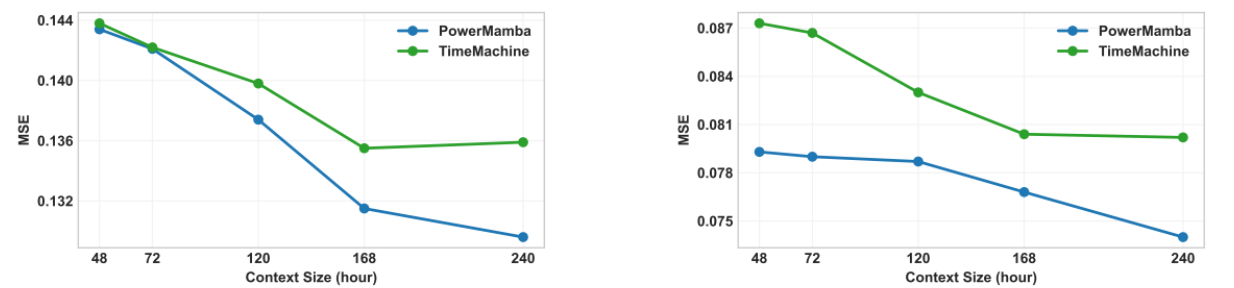 0.144
0.140
0.136
0.132
MSE
48 72 120 168 240
Context Size (hour)
PowerMamba
TimeMachine
0.087
0.084
0.081
0.078
0.075
MSE
48 72 120 168 240
Context Size (hour)
PowerMamba
TimeMachine